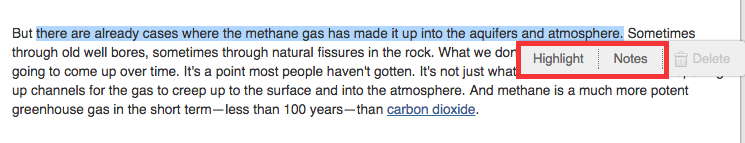 But there are already cases where the methane gas has made it up into the aquifers and atmosphere. Sometimes
through old well bores, sometimes through natural fissures in the rock. What we don
Highlight Notes Delete
going to come up over time. It's a point most people haven't gotten. It's not just what
up channels for the gas to creep up to the surface and into the atmosphere. And methane is a much more potent
greenhouse gas in the short term—less than 100 years—than carbon dioxide.